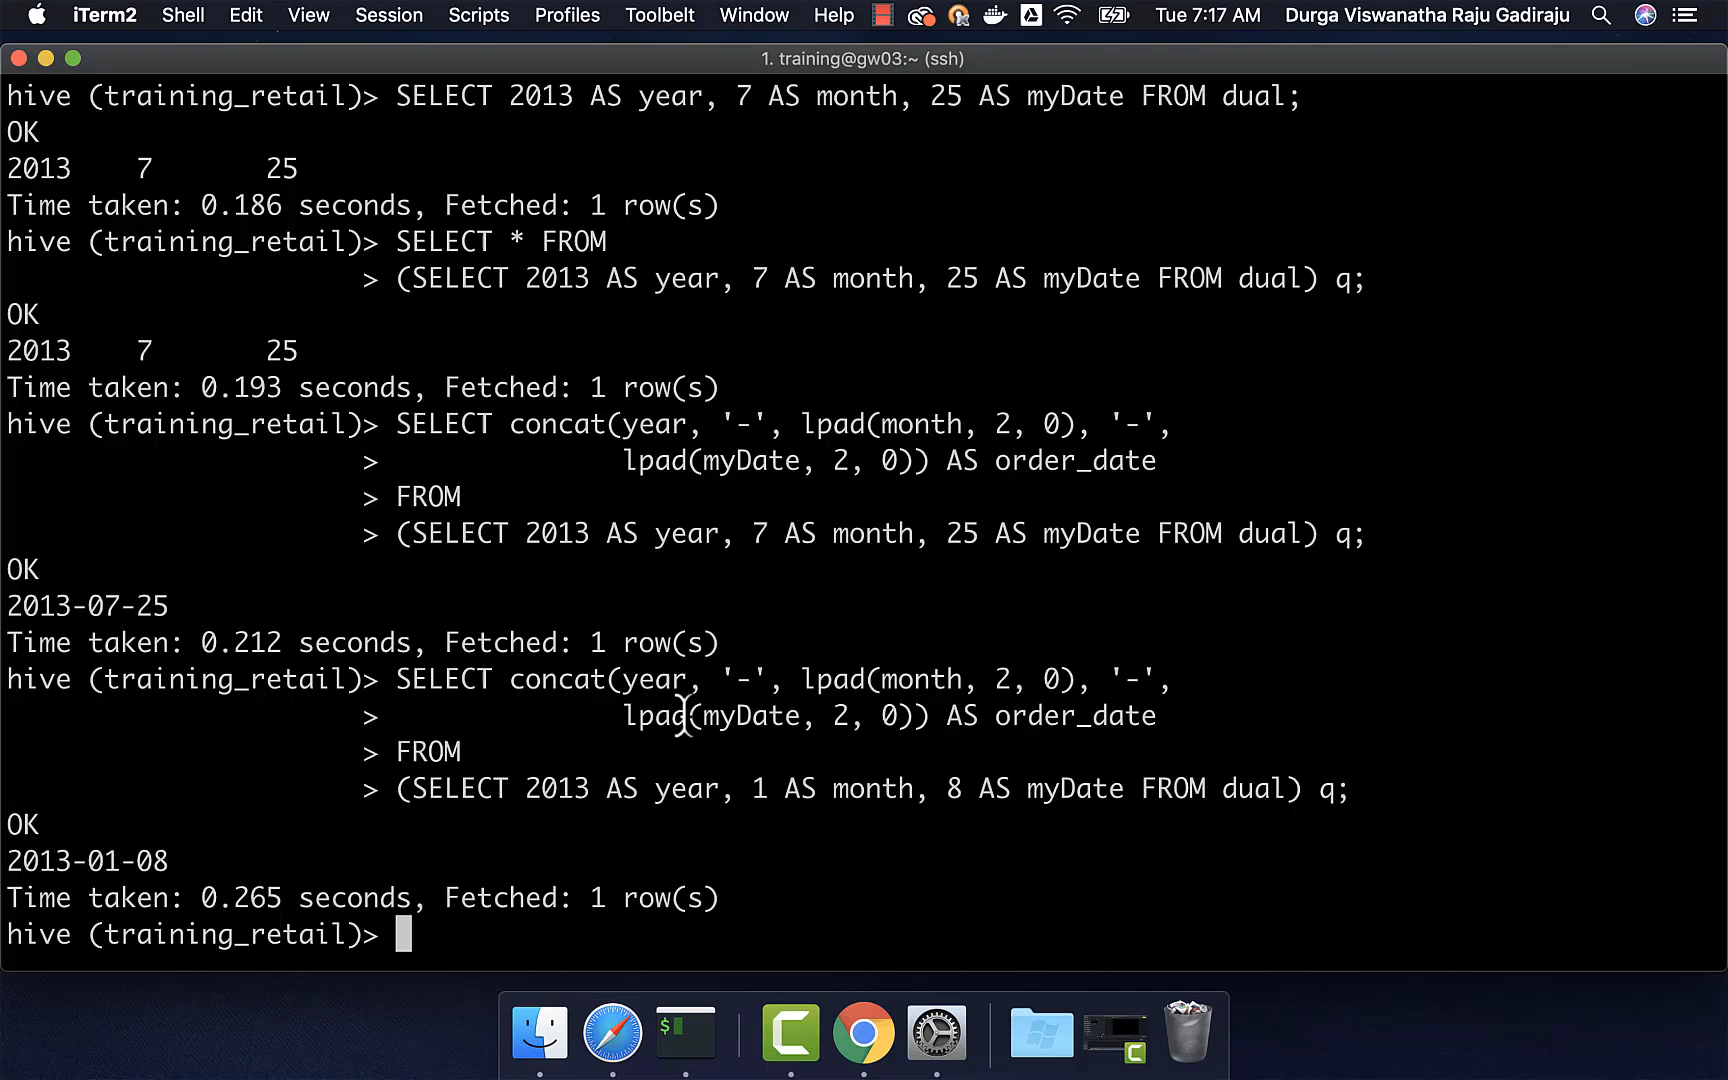 iTerm2 Shell Edit View Session Scripts Profiles Toolbelt Window Help Tue 7:17 AM Durga Viswanatha Raju Gadiraju
1. training@gw03:~ (ssh)
hive (training_retail)> SELECT 2013 AS year, 7 AS month, 25 AS myDate FROM dual;
OK
2013 7 25
Time taken: 0.186 seconds, Fetched: 1 row(s)
hive (training_retail)> SELECT * FROM
> (SELECT 2013 AS year, 7 AS month, 25 AS myDate FROM dual) q;
OK
2013 7 25
Time taken: 0.193 seconds, Fetched: 1 row(s)
hive (training_retail)> SELECT concat(year, '-', lpad(month, 2, 0), '-',
> lpad(myDate, 2, 0)) AS order_date
> FROM
> (SELECT 2013 AS year, 7 AS month, 25 AS myDate FROM dual) q;
OK
2013-07-25
Time taken: 0.212 seconds, Fetched: 1 row(s)
hive (training_retail)> SELECT concat(year, '-', lpad(month, 2, 0), '-',
> lpad(myDate, 2, 0)) AS order_date
> FROM
> (SELECT 2013 AS year, 1 AS month, 8 AS myDate FROM dual) q;
OK
2013-01-08
Time taken: 0.265 seconds, Fetched: 1 row(s)
hive (training_retail)>